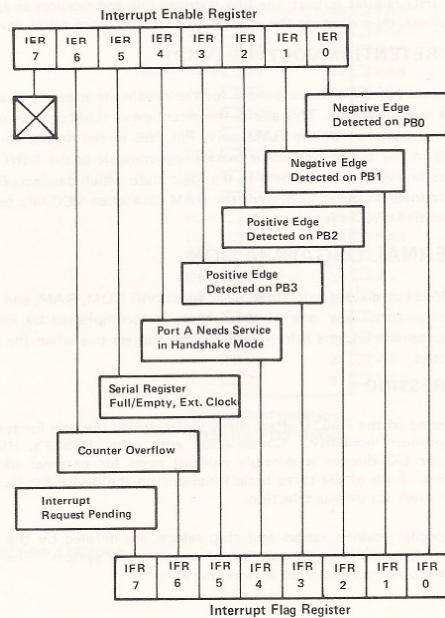 Interrupt Enable Register
IER 7 IER 6 IER 5 IER 4 IER 3 IER 2 IER 1 IER 0
Negative Edge
Detected on PB0
Negative Edge
Detected on PB1
Positive Edge
Detected on PB2
Positive Edge
Detected on PB3
Port A Needs Service
in Handshake Mode
Serial Register
Full/Empty, Ext. Clock
Counter Overflow
Interrupt
Request Pending
IFR 7 IFR 6 IFR 5 IFR 4 IFR 3 IFR 2 IFR 1 IFR 0
Interrupt Flag Register